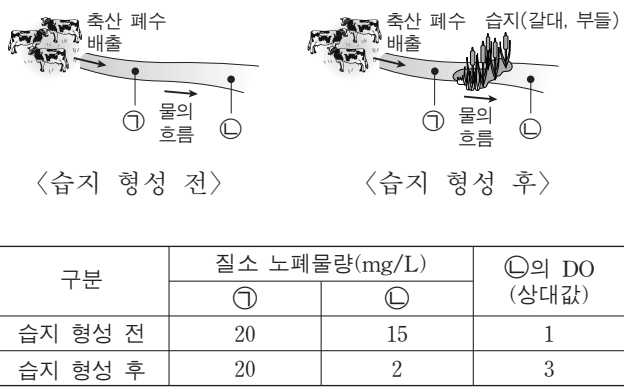 축산 폐수
배출
㉠
물의
흐름
㉡
〈습지 형성 전〉
축산 폐수
배출
습지(갈대, 부들)
㉠
물의
흐름
㉡
〈습지 형성 후〉
구분 질소 노폐물량(mg/L) ㉡의 DO
(상대값)
㉠ ㉡
습지 형성 전 20 15 1
습지 형성 후 20 2 3